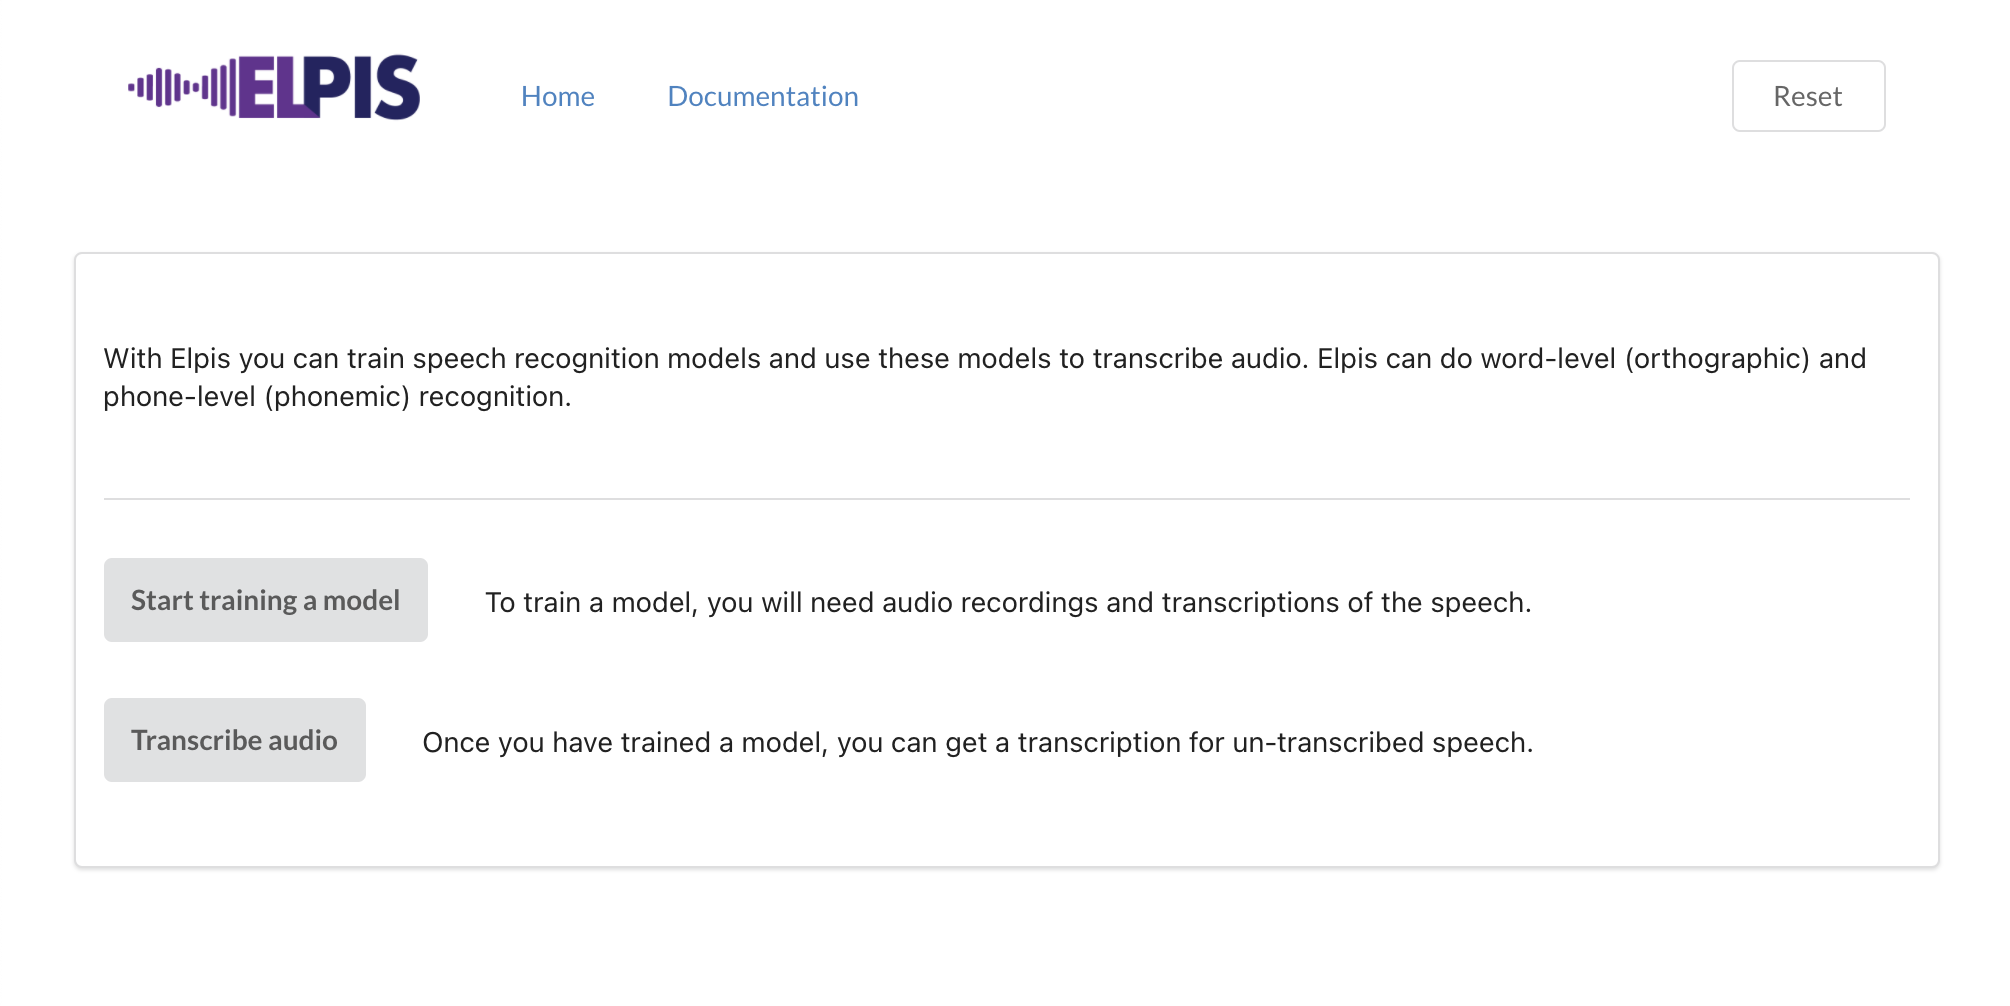 ELPIS
Home
Documentation
Reset
With Elpis you can train speech recognition models and use these models to transcribe audio. Elpis can do word-level (orthographic) and
phone-level (phonemic) recognition.
Start training a model
To train a model, you will need audio recordings and transcriptions of the speech.
Transcribe audio
Once you have trained a model, you can get a transcription for un-transcribed speech.